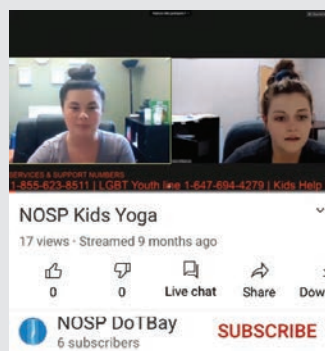 SERVICES & SUPPORT NUMBERS
1-855-623-8511 | LGBT Youth line 1-647-694-4279 | Kids Help
NOSP Kids Yoga
17 views · Streamed 9 months ago
0
0
Live chat
Share
Dow
NOSP DoTBay
SUBSCRIBE
6 subscribers